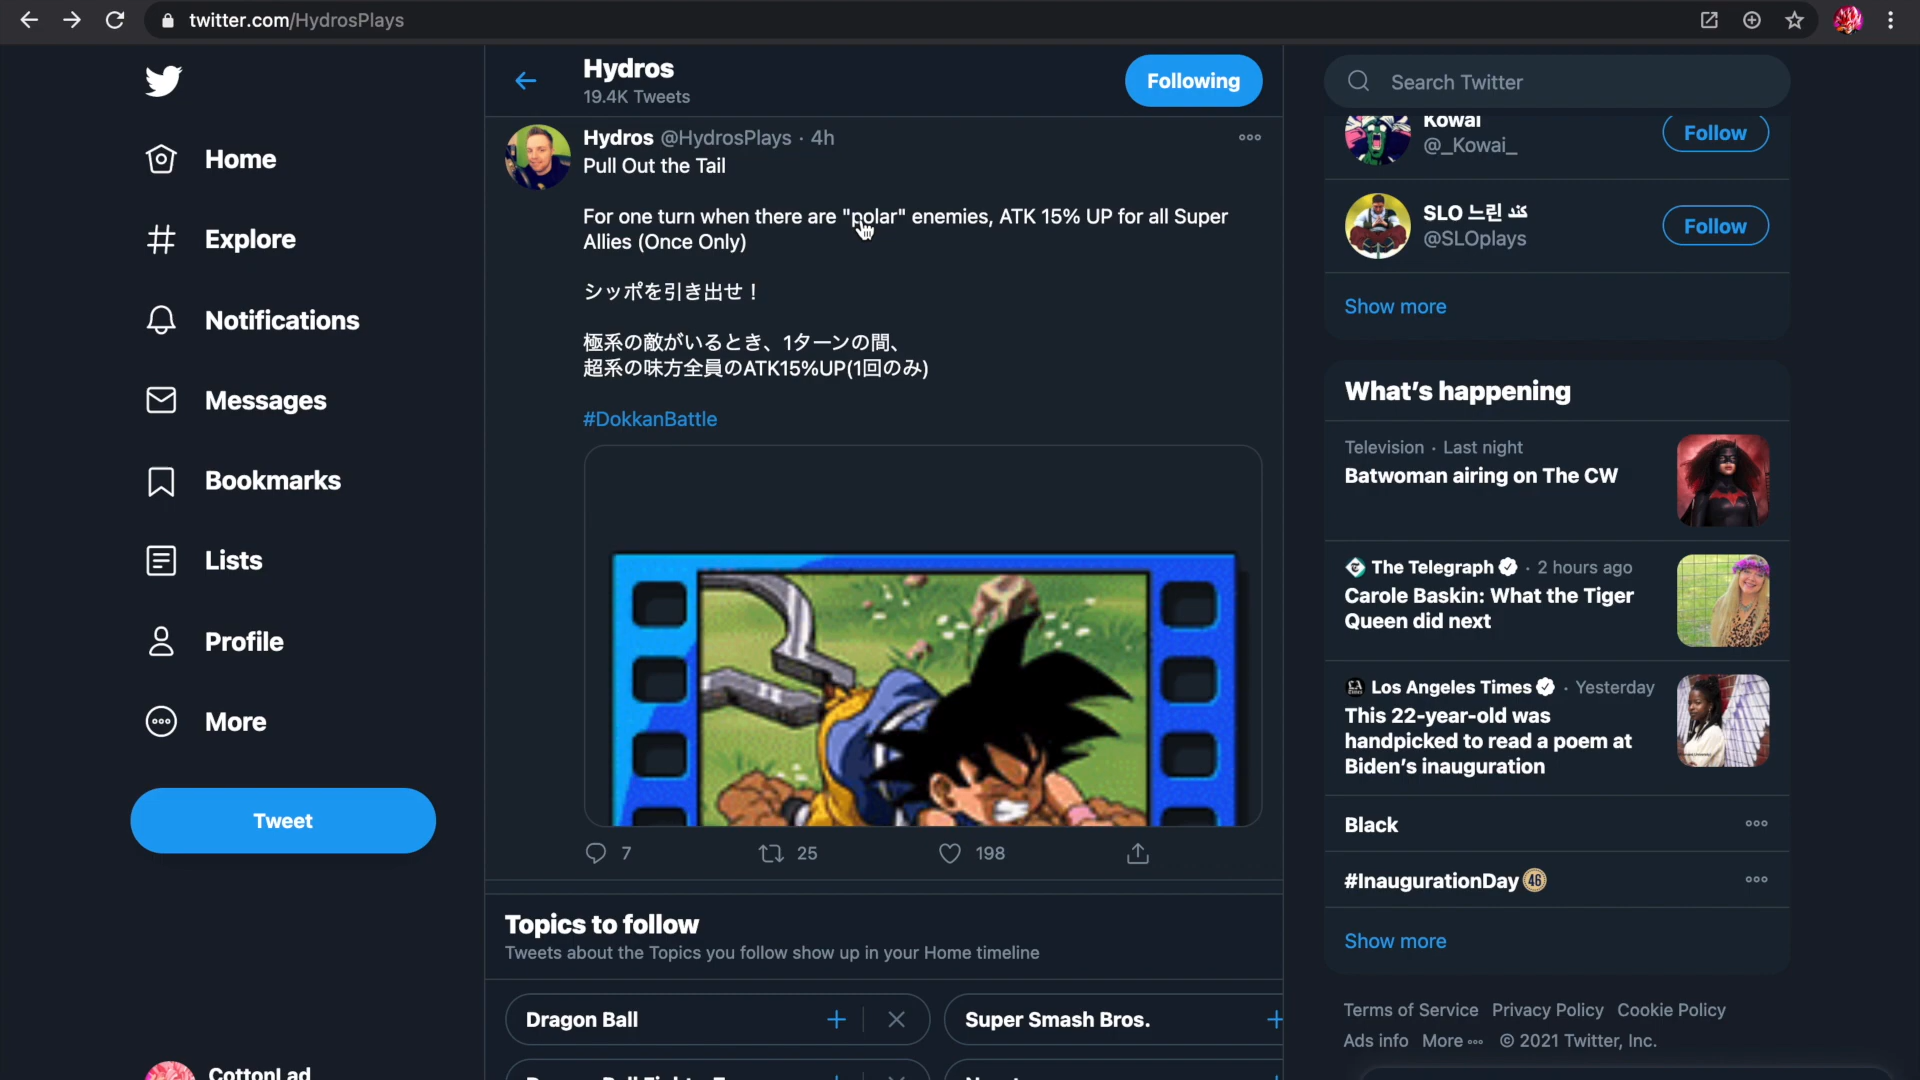 twitter.com/HydrosPlays
Home
Explore
Notifications
Messages
Bookmarks
Lists
Profile
More
Tweet
CottonLad
Hydros
19.4K Tweets
Following
Hydros @HydrosPlays · 4h
Pull Out the Tail
For one turn when there are "polar" enemies, ATK 15% UP for all Super
Allies (Once Only)
シッポを引き出せ！
極系の敵がいるとき、1ターンの間、
超系の味方全員のATK15%UP(1回のみ)
#DokkanBattle
7
25
198
Topics to follow
Tweets about the Topics you follow show up in your Home timeline
Dragon Ball
Super Smash Bros.
Search Twitter
Kowai
@_Kowai_
Follow
SLO 느린 كند
@SLOplays
Follow
Show more
What's happening
Television · Last night
Batwoman airing on The CW
The Telegraph · 2 hours ago
Carole Baskin: What the Tiger
Queen did next
Los Angeles Times · Yesterday
This 22-year-old was
handpicked to read a poem at
Biden's inauguration
Black
#InaugurationDay 46
Show more
Terms of Service Privacy Policy Cookie Policy
Ads info More © 2021 Twitter, Inc.